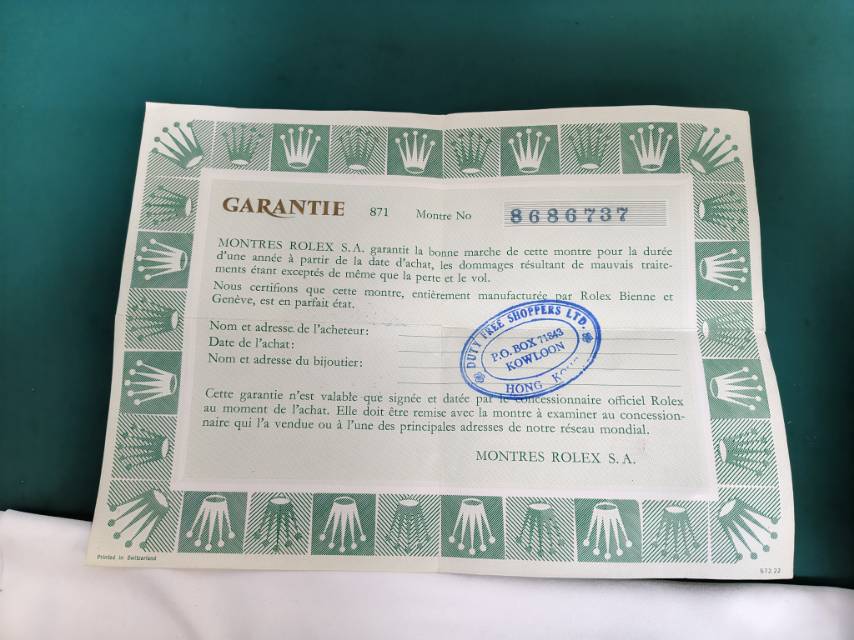 GARANTIE 871 Montre No 8686737
MONTRES ROLEX S.A. garantit la bonne marche de cette montre pour la durée
d'une année à partir de la date d'achat, les dommages résultant de mauvais traite-
ments étant exceptés de même que la perte et le vol.
Nous certifions que cette montre, entièrement manufacturée par Rolex Bienne et
Genève, est en parfait état.
Nom et adresse de l'acheteur:
Date de l'achat:
Nom et adresse du bijoutier:
DUTY FREE SHOPPERS LTD.
P.O. BOX 71843
KOWLOON
HONG KONG
Cette garantie n'est valable que signée et datée par le concessionnaire officiel Rolex
au moment de l'achat. Elle doit être remise avec la montre à examiner au concession-
naire qui l'a vendue ou à l'une des principales adresses de notre réseau mondial.
MONTRES ROLEX S.A.
Printed in Switzerland
572.22